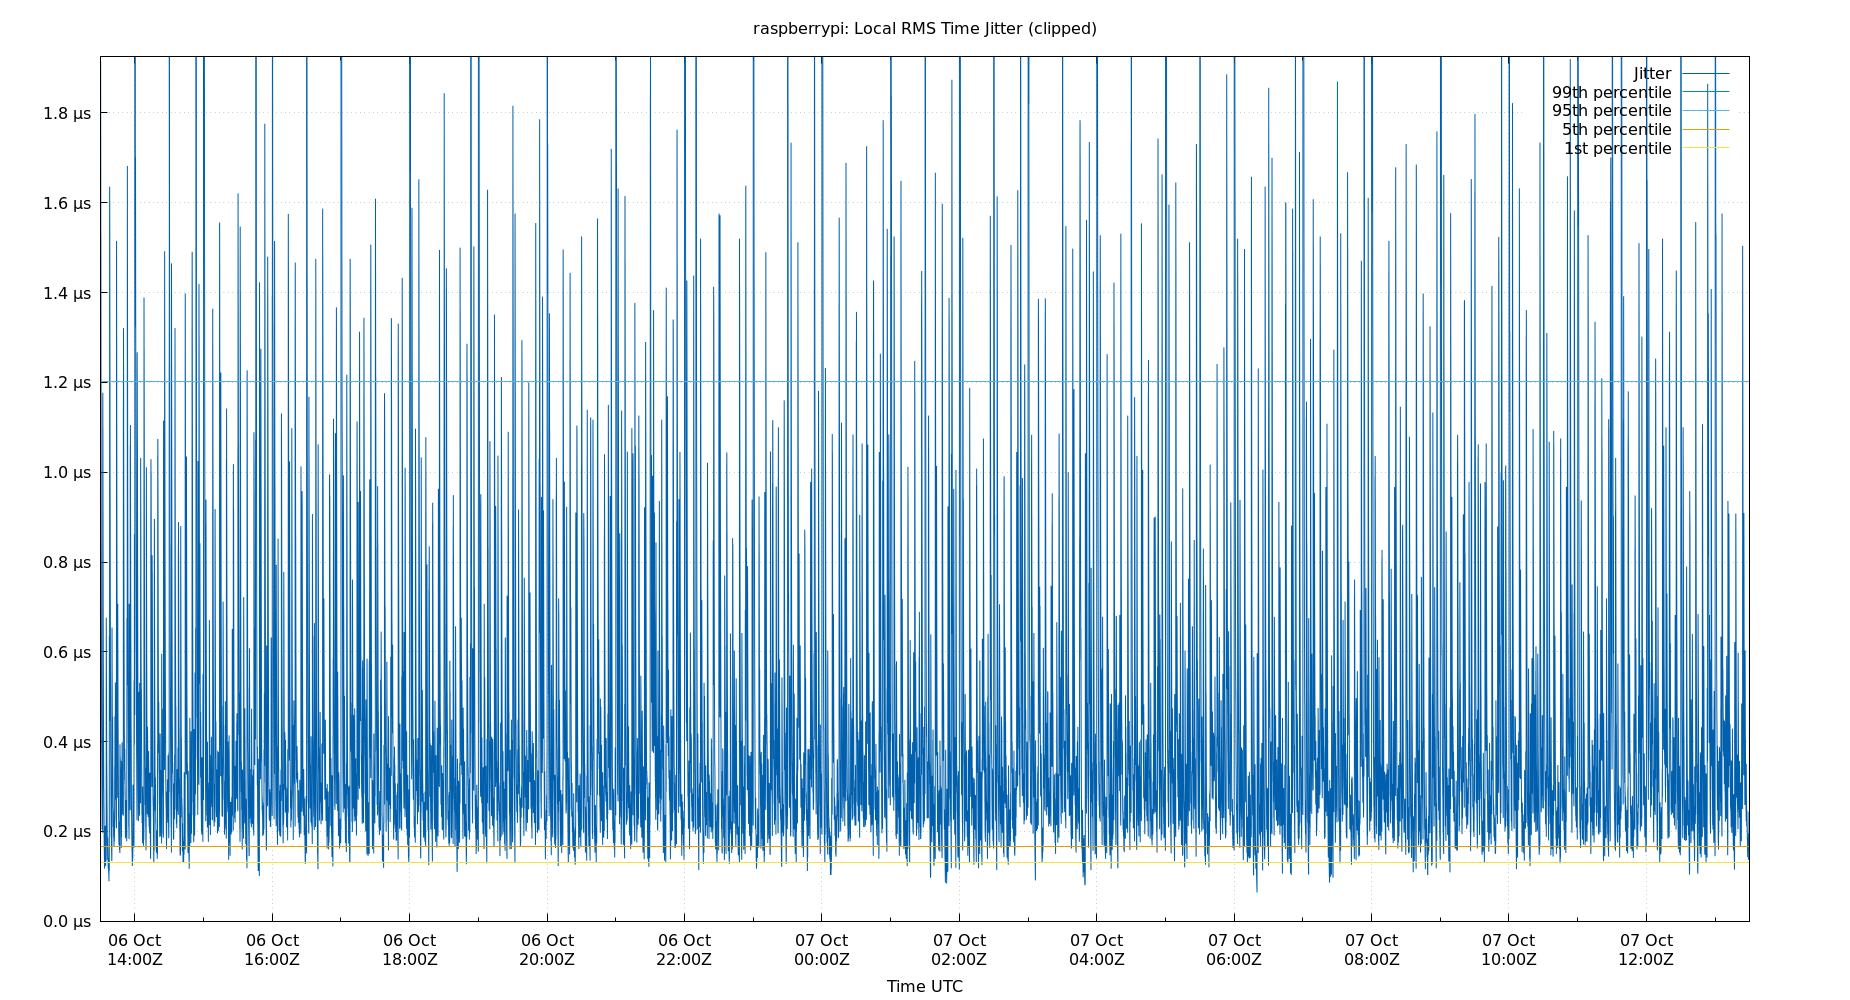 raspberrypi: Local RMS Time Jitter (clipped)
Jitter
99th percentile
95th percentile
5th percentile
1st percentile
1.8 µs
1.6 µs
1.4 µs
1.2 µs
1.0 µs
0.8 µs
0.6 µs
0.4 µs
0.2 µs
0.0 µs
06 Oct 06 Oct 06 Oct 06 Oct 06 Oct 07 Oct 07 Oct 07 Oct 07 Oct 07 Oct 07 Oct 07 Oct
14:00Z 16:00Z 18:00Z 20:00Z 22:00Z 00:00Z 02:00Z 04:00Z 06:00Z 08:00Z 10:00Z 12:00Z
Time UTC